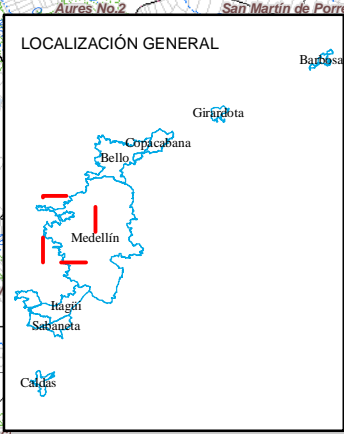 Aures No.2 San Martín de Porre
LOCALIZACIÓN GENERAL
Barbosa
Girardota
Copacabana
Bello
Medellín
Itagüí
Sabaneta
Caldas